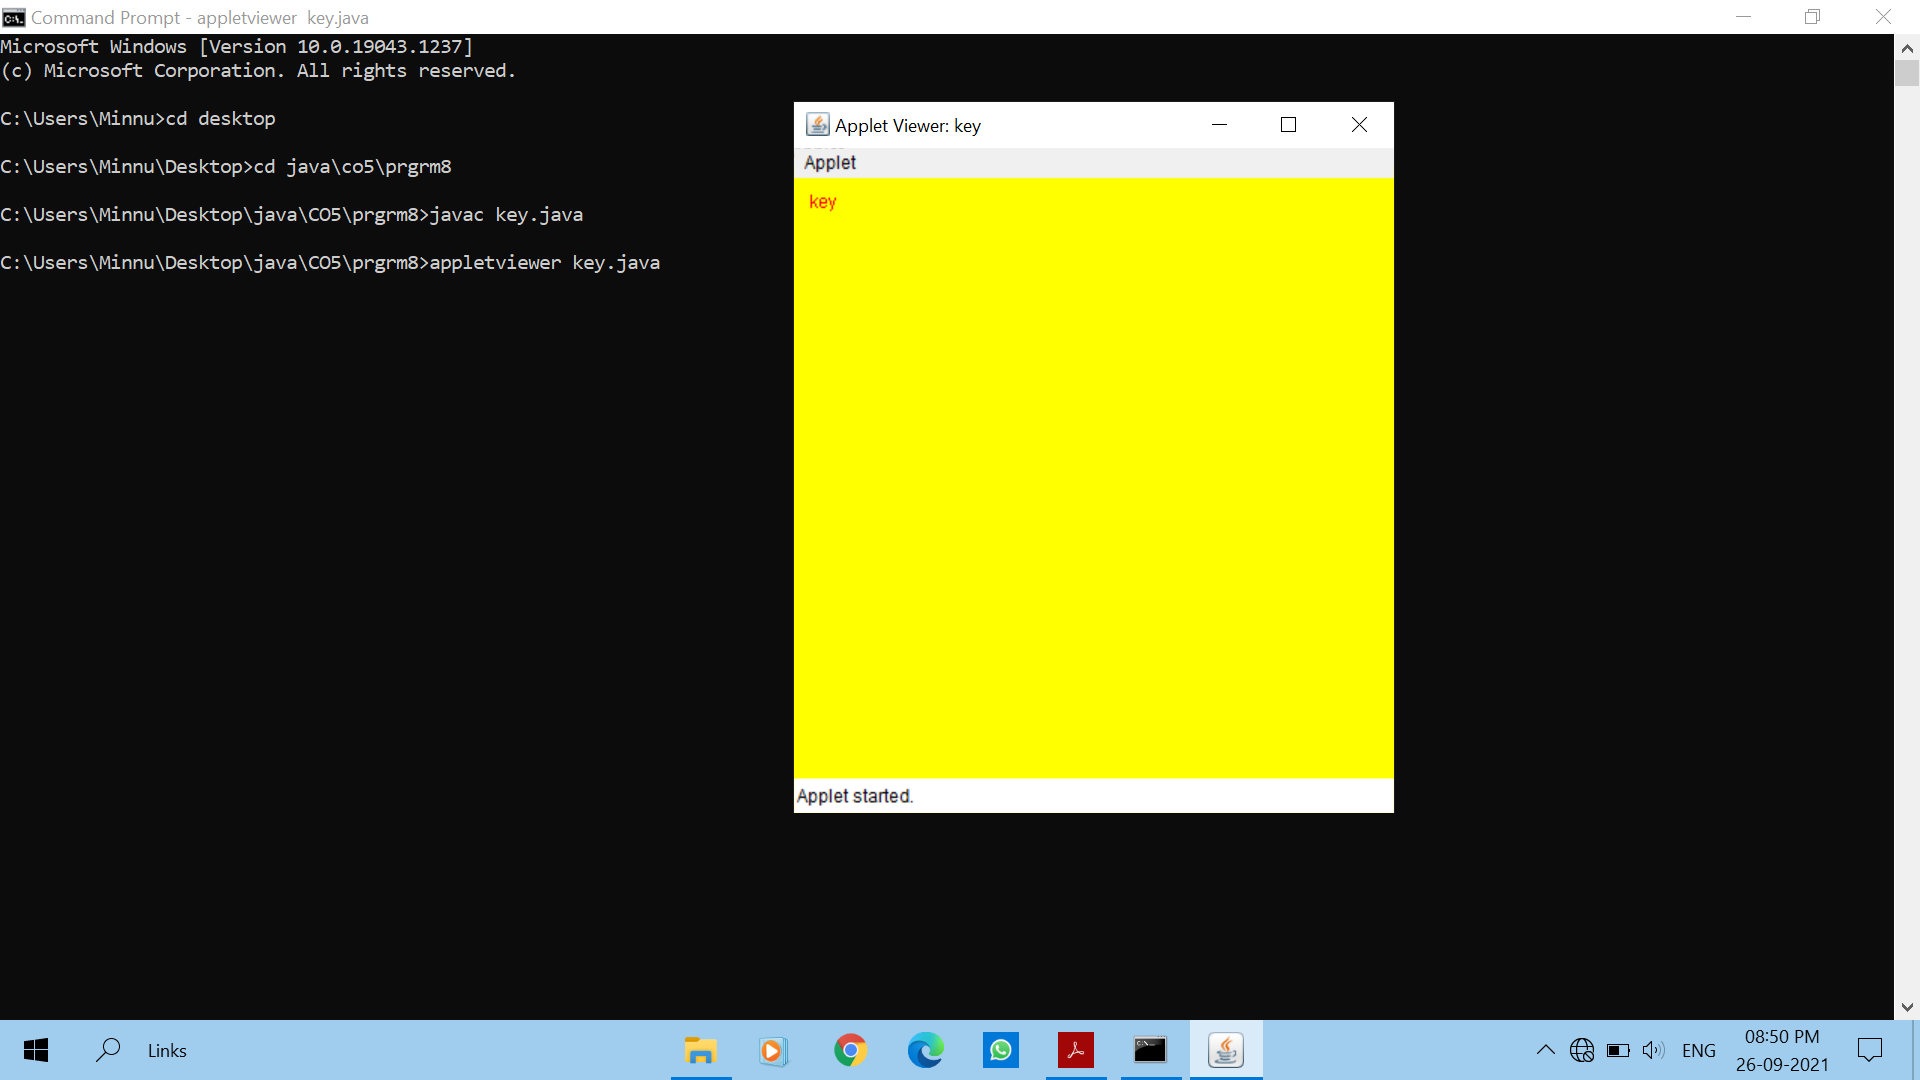 Command Prompt - appletviewer  key.java
Microsoft Windows [Version 10.0.19043.1237]
(c) Microsoft Corporation. All rights reserved.
C:\Users\Minnu>cd desktop
C:\Users\Minnu\Desktop>cd java\co5\prgrm8
C:\Users\Minnu\Desktop\java\CO5\prgrm8>javac key.java
C:\Users\Minnu\Desktop\java\CO5\prgrm8>appletviewer key.java
Applet Viewer: key
Applet
key
Applet started.
Links
ENG
08:50 PM
26-09-2021